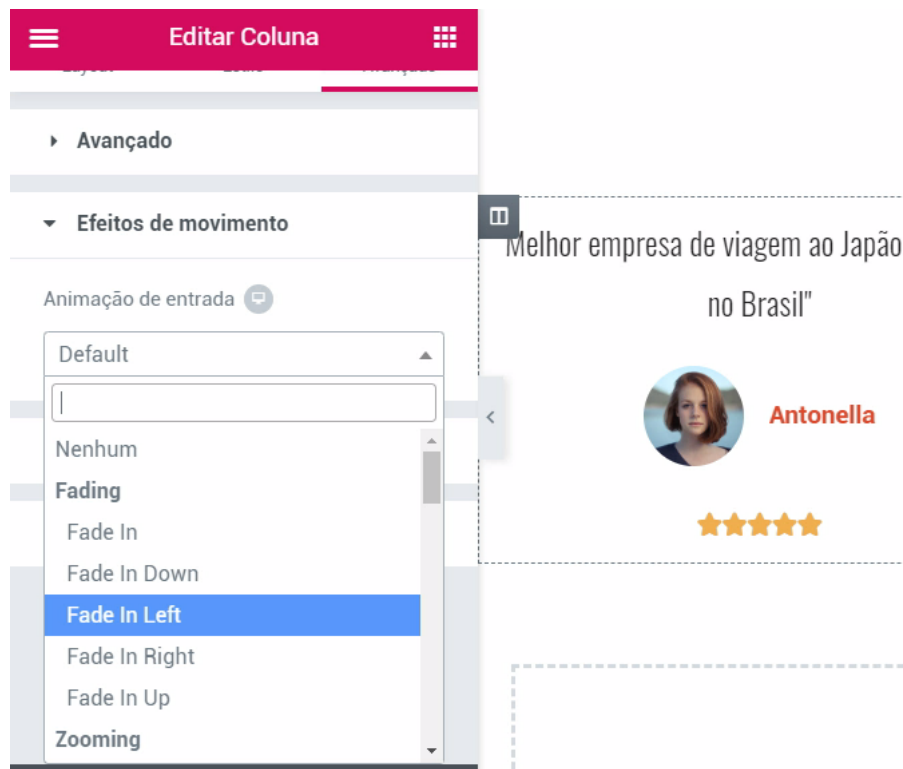 Editar Coluna
Avançado
Efeitos de movimento
Animação de entrada
Default
Nenhum
Fading
Fade In
Fade In Down
Fade In Left
Fade In Right
Fade In Up
Zooming
Melhor empresa de viagem ao Japão
no Brasil"
Antonella